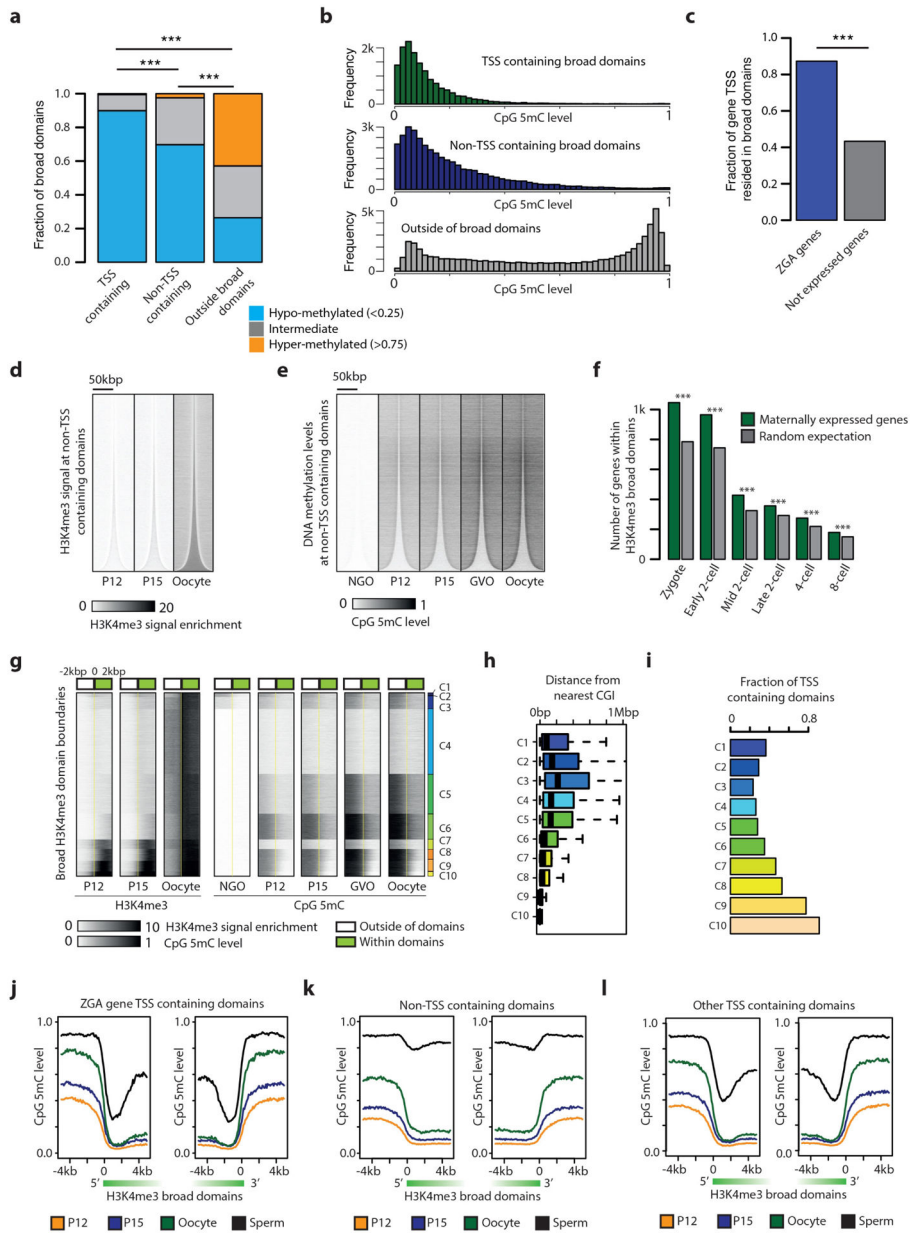 a
***
***
***
1.0
0.8
0.6
0.4
0.2
0.0
Fraction of broad domains
TSS
containing
Non-TSS
containing
Outside broad
domains
Hypo-methylated (<0.25)
Intermediate
Hyper-methylated (>0.75)
b
2k
0
Frequency
TSS containing broad domains
0
CpG 5mC level
1
3k
0
Frequency
Non-TSS containing broad domains
0
CpG 5mC level
1
5k
0
Frequency
Outside of broad domains
0
CpG 5mC level
1
c
***
1.0
0.8
0.6
0.4
0.2
0.0
Fraction of gene TSS
resided in broad domains
ZGA genes
Not expressed genes
d
50kbp
H3K4me3 signal at non-TSS
containing domains
P12
P15
Oocyte
0
20
H3K4me3 signal enrichment
e
50kbp
DNA methylation levels
at non-TSS containing domains
NGO
P12
P15
GVO
Oocyte
0
1
CpG 5mC level
f
1k
0
Number of genes within
H3K4me3 broad domains
***
***
***
***
***
***
Maternally expressed genes
Random expectation
Zygote
Early 2-cell
Mid 2-cell
Late 2-cell
4-cell
8-cell
g
-2kbp 0 2kbp
Broad H3K4me3 domain boundaries
C1
C2
C3
C4
C5
C6
C7
C8
C9
C10
P12
P15
Oocyte
NGO
P12
P15
GVO
Oocyte
H3K4me3
CpG 5mC
0
10
H3K4me3 signal enrichment
0
1
CpG 5mC level
Outside of domains
Within domains
h
Distance from
nearest CGI
0bp
1Mbp
C1
C2
C3
C4
C5
C6
C7
C8
C9
C10
i
Fraction of TSS
containing domains
0
0.8
C1
C2
C3
C4
C5
C6
C7
C8
C9
C10
j
ZGA gene TSS containing domains
1.0
0.0
CpG 5mC level
-4kb
0
4kb
-4kb
0
4kb
5’
3’
H3K4me3 broad domains
P12
P15
Oocyte
Sperm
k
Non-TSS containing domains
1.0
0.0
CpG 5mC level
-4kb
0
4kb
-4kb
0
4kb
5’
3’
H3K4me3 broad domains
P12
P15
Oocyte
Sperm
l
Other TSS containing domains
1.0
0.0
CpG 5mC level
-4kb
0
4kb
-4kb
0
4kb
5’
3’
H3K4me3 broad domains
P12
P15
Oocyte
Sperm